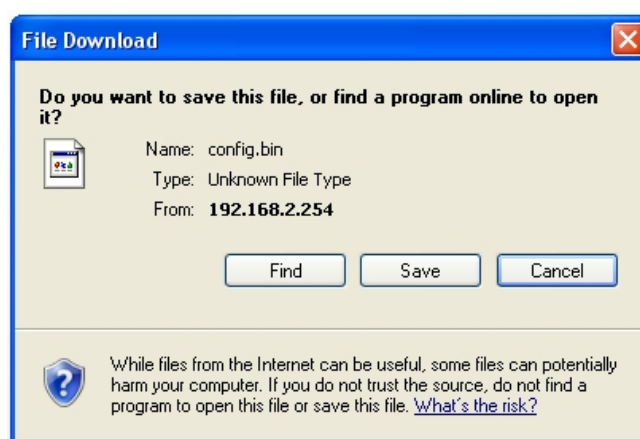 File Download
Do you want to save this file, or find a program online to open
it?
Name: config.bin
Type: Unknown File Type
From: 192.168.2.254
Find Save Cancel
While files from the Internet can be useful, some files can potentially
harm your computer. If you do not trust the source, do not find a
program to open this file or save this file. What's the risk?